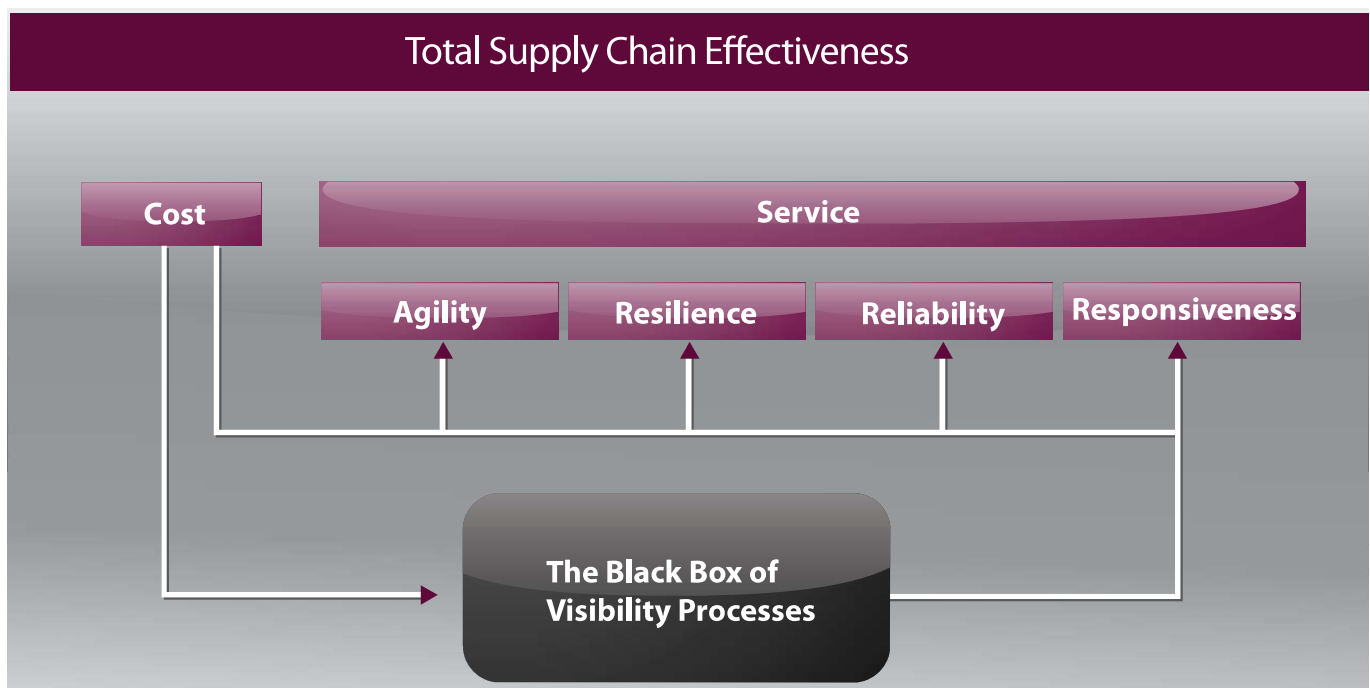 Total Supply Chain Effectiveness
Cost
Service
Agility
Resilience
Reliability
Responsiveness
The Black Box of
Visibility Processes